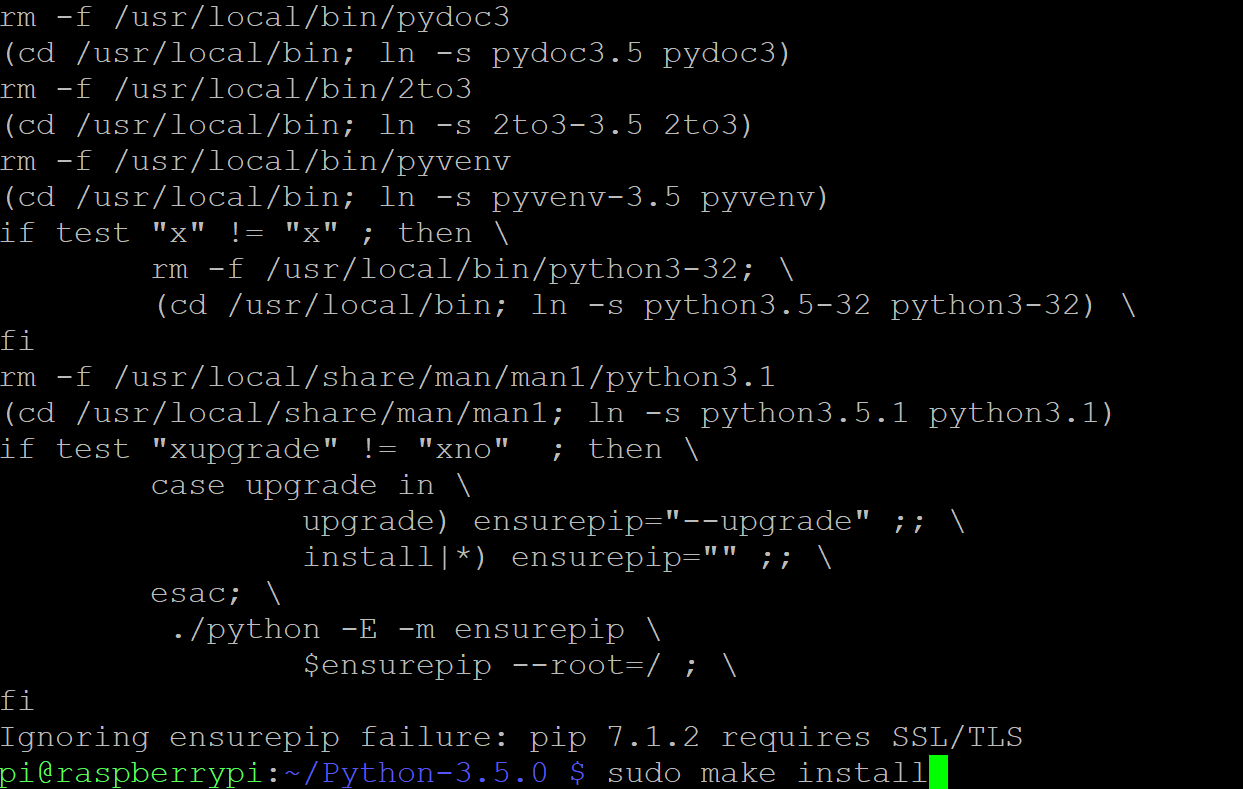 rm -f /usr/local/bin/pydoc3
(cd /usr/local/bin; ln -s pydoc3.5 pydoc3)
rm -f /usr/local/bin/2to3
(cd /usr/local/bin; ln -s 2to3-3.5 2to3)
rm -f /usr/local/bin/pyvenv
(cd /usr/local/bin; ln -s pyvenv-3.5 pyvenv)
if test "x" != "x" ; then \
        rm -f /usr/local/bin/python3-32; \
        (cd /usr/local/bin; ln -s python3.5-32 python3-32) \
fi
rm -f /usr/local/share/man/man1/python3.1
(cd /usr/local/share/man/man1; ln -s python3.5.1 python3.1)
if test "xupgrade" != "xno"  ; then \
        case upgrade in \
                upgrade) ensurepip="--upgrade" ;; \
                install|*) ensurepip="" ;; \
        esac; \
         ./python -E -m ensurepip \
                $ensurepip --root=/ ; \
fi
Ignoring ensurepip failure: pip 7.1.2 requires SSL/TLS
pi@raspberrypi:~/Python-3.5.0 $ sudo make install